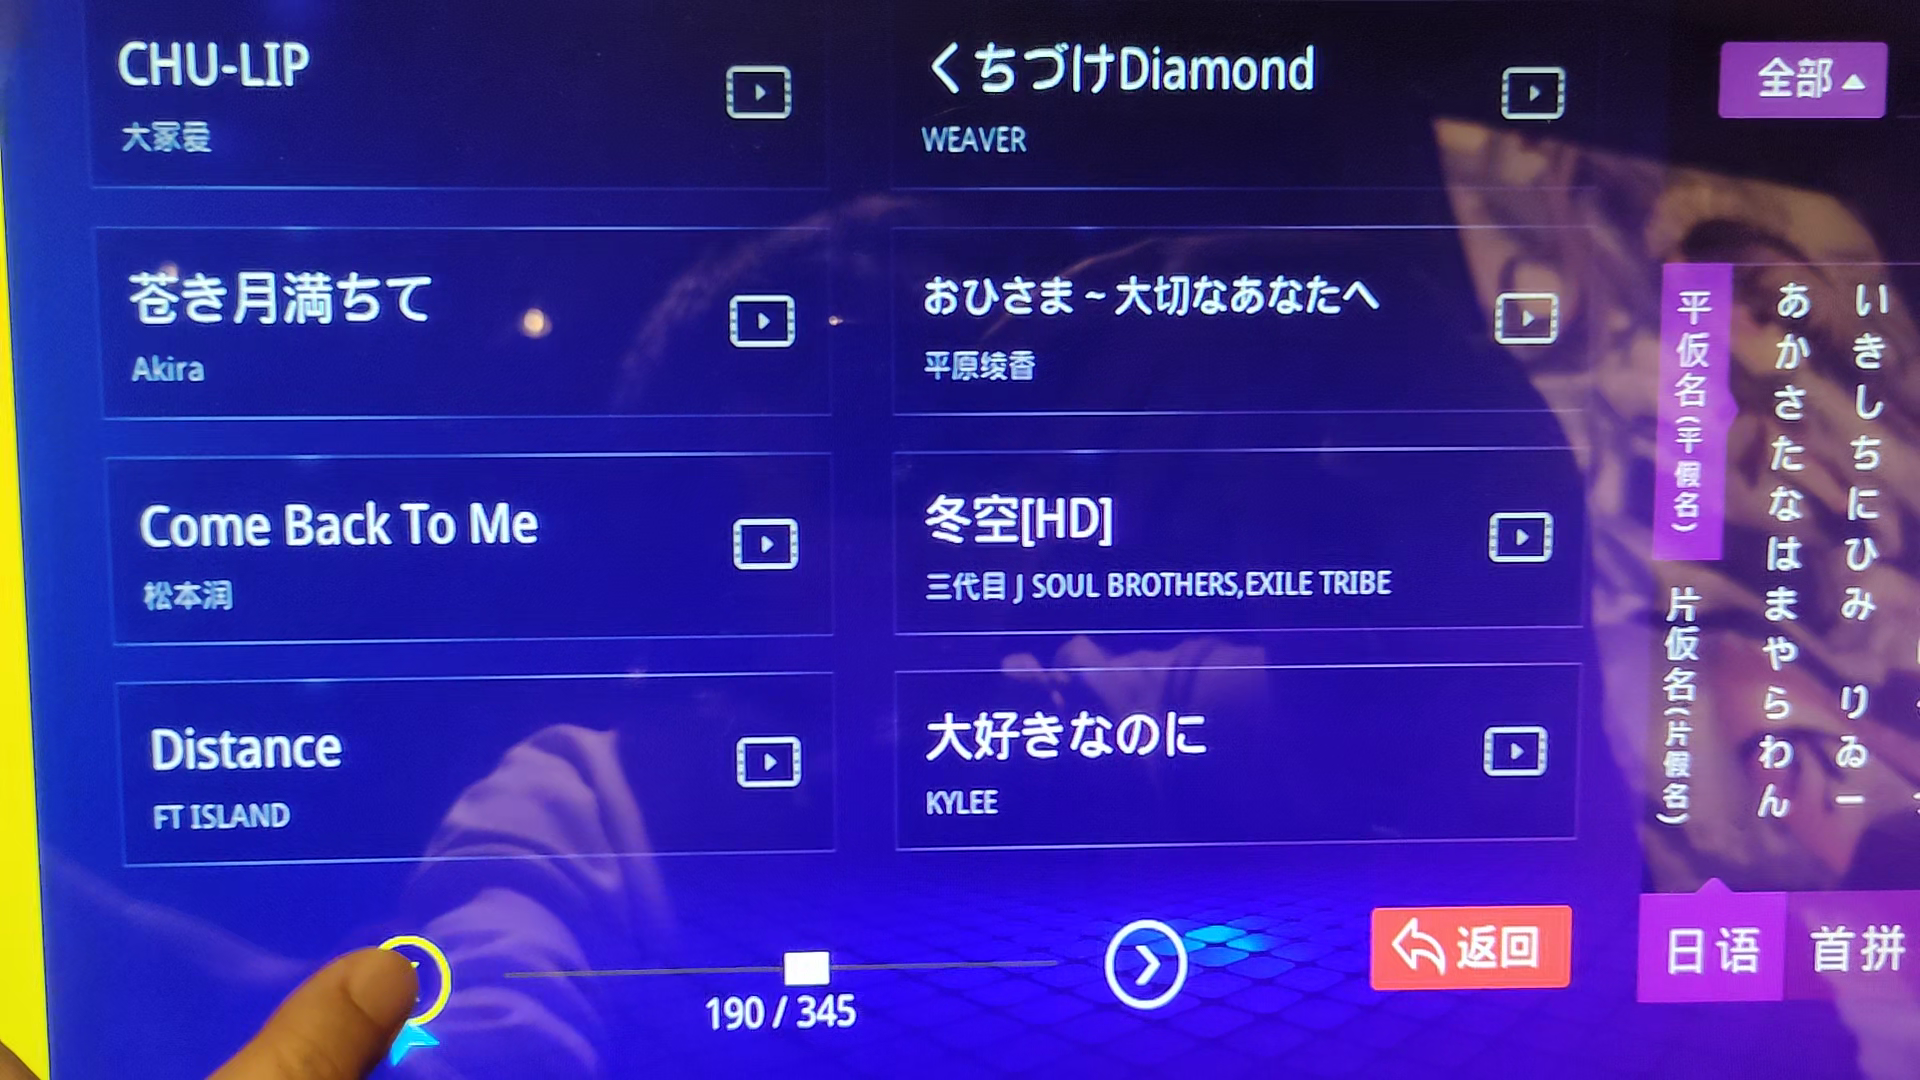 CHU-LIP
大冢爱
くちづけDiamond
WEAVER
苍き月満ちて
Akira
おひさま~大切なあなたへ
平原绫香
Come Back To Me
松本润
冬空[HD]
三代目 J SOUL BROTHERS,EXILE TRIBE
Distance
FT ISLAND
大好きなのに
KYLEE
190 / 345
返回
全部
平仮名(平假名)
片仮名(片假名)
あかさたなはまやらわん
いきしちにひみ りゐー
日语
首拼